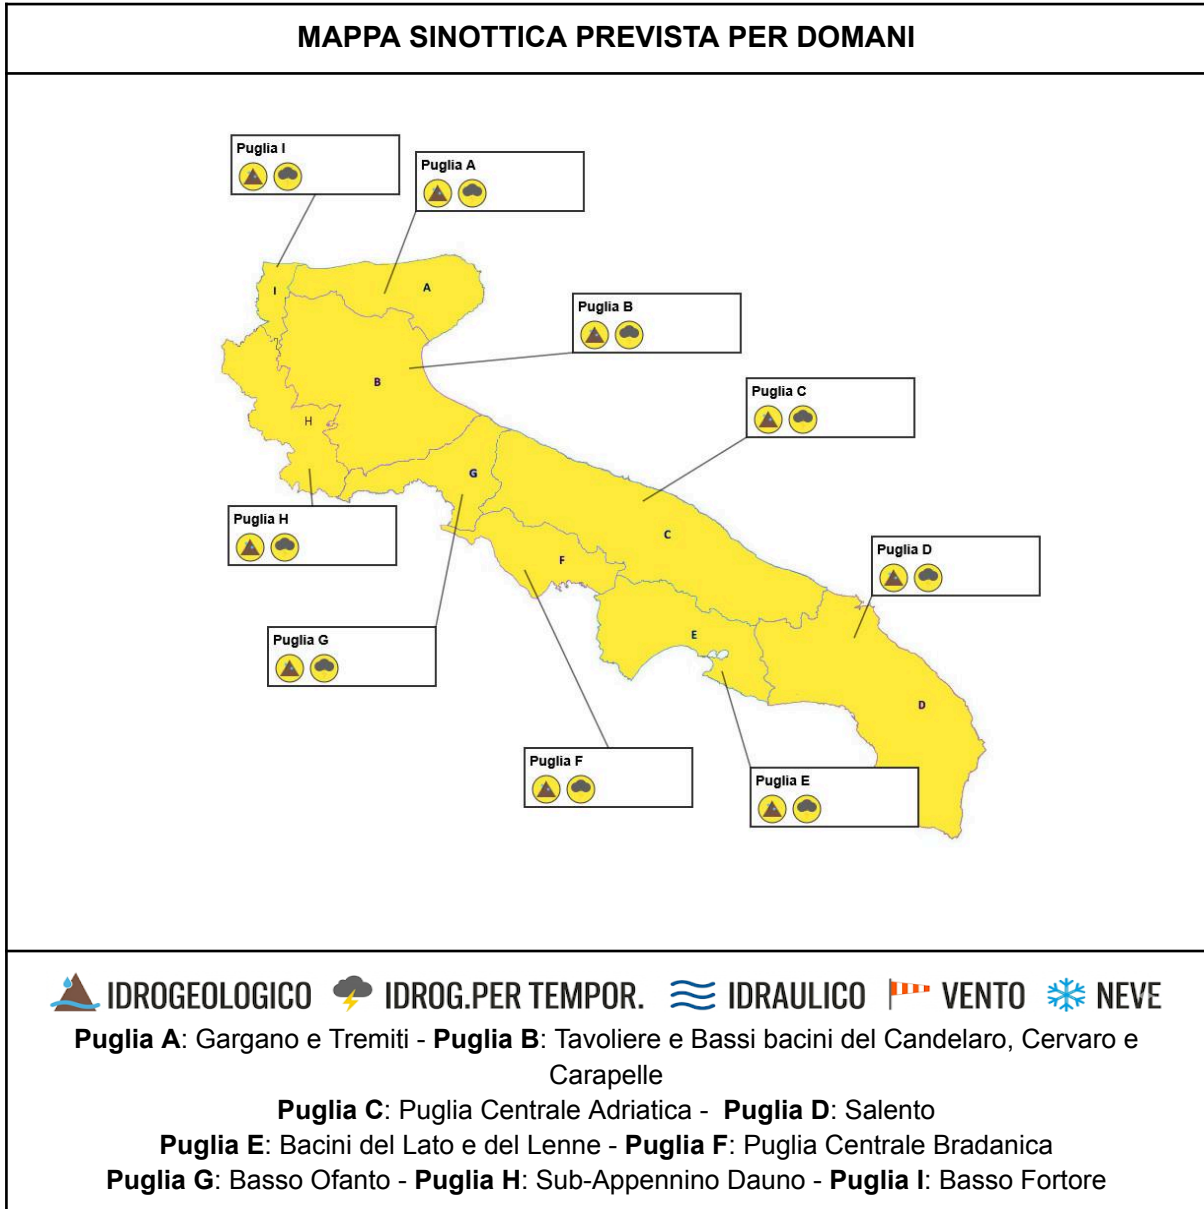 MAPPA SINOTTICA PREVISTA PER DOMANI
Puglia I
Puglia A
A
I
Puglia B
B
Puglia C
H
G
Puglia H
C
F
Puglia D
Puglia G
E
D
Puglia F
Puglia E
IDROGEOLOGICO IDROG.PER TEMPOR. IDRAULICO VENTO NEVE
Puglia A: Gargano e Tremiti - Puglia B: Tavoliere e Bassi bacini del Candelaro, Cervaro e
Carapelle
Puglia C: Puglia Centrale Adriatica - Puglia D: Salento
Puglia E: Bacini del Lato e del Lenne - Puglia F: Puglia Centrale Bradanica
Puglia G: Basso Ofanto - Puglia H: Sub-Appennino Dauno - Puglia I: Basso Fortore